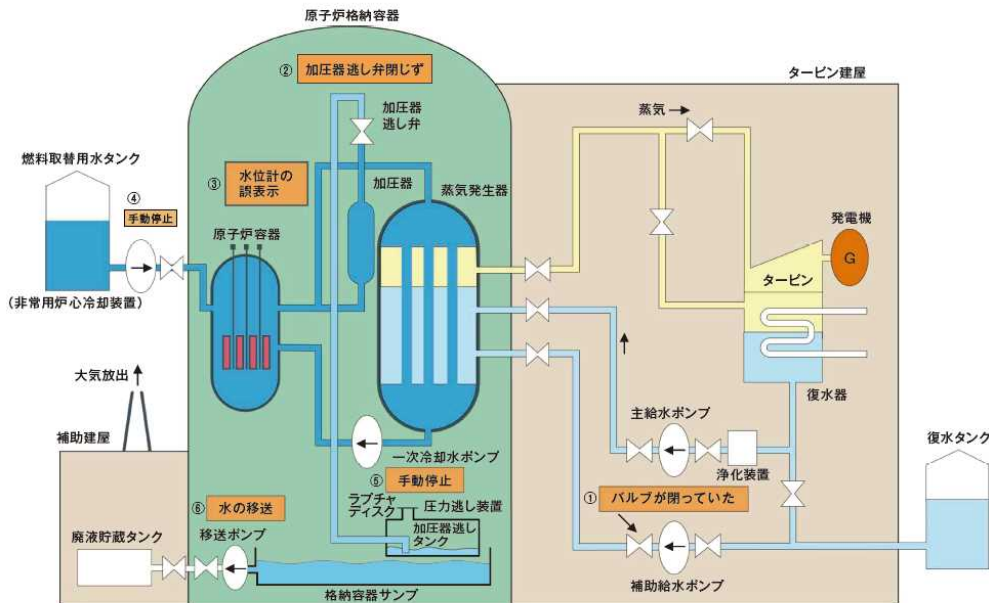 原子炉格納容器
② 加圧器逃し弁閉じず
タービン建屋
加圧器
逃し弁
蒸気
燃料取替用水タンク
③ 水位計の
誤表示
加圧器
蒸気発生器
④
手動停止
原子炉容器
発電機
G
タービン
(非常用炉心冷却装置)
大気放出
復水器
主給水ポンプ
補助建屋
復水タンク
一次冷却水ポンプ
浄化装置
⑤ 手動停止
① バルブが閉っていた
ラプチャ
ディスク
圧力逃し装置
⑥ 水の移送
加圧器逃し
タンク
廃液貯蔵タンク
移送ポンプ
補助給水ポンプ
格納容器サンプ